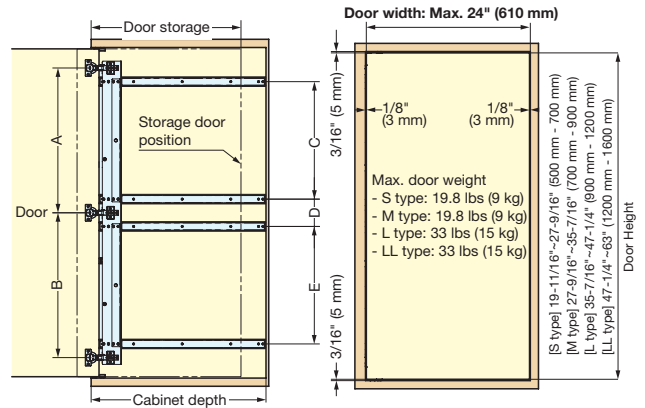 Door storage
Storage door
position
Door
A
B
C
D
E
Cabinet depth
Door width: Max. 24" (610 mm)
3/16" (5 mm)
1/8"
(3 mm)
1/8"
(3 mm)
Max. door weight
- S type: 19.8 lbs (9 kg)
- M type: 19.8 lbs (9 kg)
- L type: 33 lbs (15 kg)
- LL type: 33 lbs (15 kg)
3/16" (5 mm)
[S type] 19-11/16"~27-9/16" (500 mm - 700 mm)
[M type] 27-9/16"~35-7/16" (700 mm - 900 mm)
[L type] 35-7/16"~47-1/4" (900 mm - 1200 mm)
[LL type] 47-1/4"~63" (1200 mm - 1600 mm)
Door Height